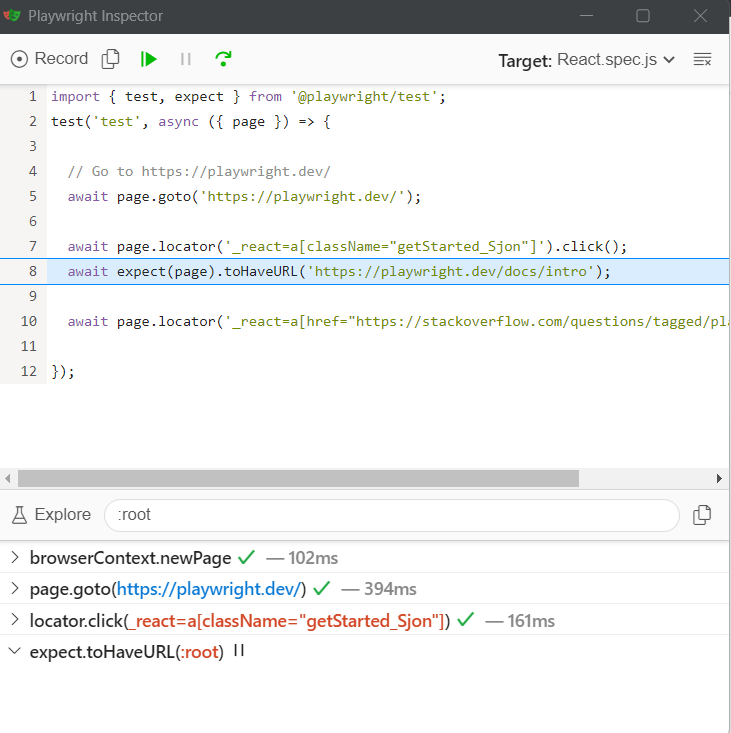 Playwright Inspector
Record
Target: React.spec.js
1 import { test, expect } from '@playwright/test';
2 test('test', async ({ page }) => {
3
4 // Go to https://playwright.dev/
5 await page.goto('https://playwright.dev/');
6
7 await page.locator('_react=a[className="getStarted_Sjon"]').click();
8 await expect(page).toHaveURL('https://playwright.dev/docs/intro');
9
10 await page.locator('_react=a[href="https://stackoverflow.com/questions/tagged/pla
11
12 });
Explore :root
browserContext.newPage ✓ — 102ms
page.goto(https://playwright.dev/) ✓ — 394ms
locator.click(_react=a[className="getStarted_Sjon"]) ✓ — 161ms
expect.toHaveURL(:root)